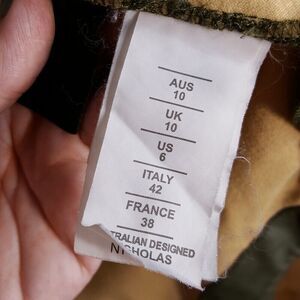 AUS
10
UK
10
US
6
ITALY
42
FRANCE
38
TRALIAN DESIGNED
NICHOLAS